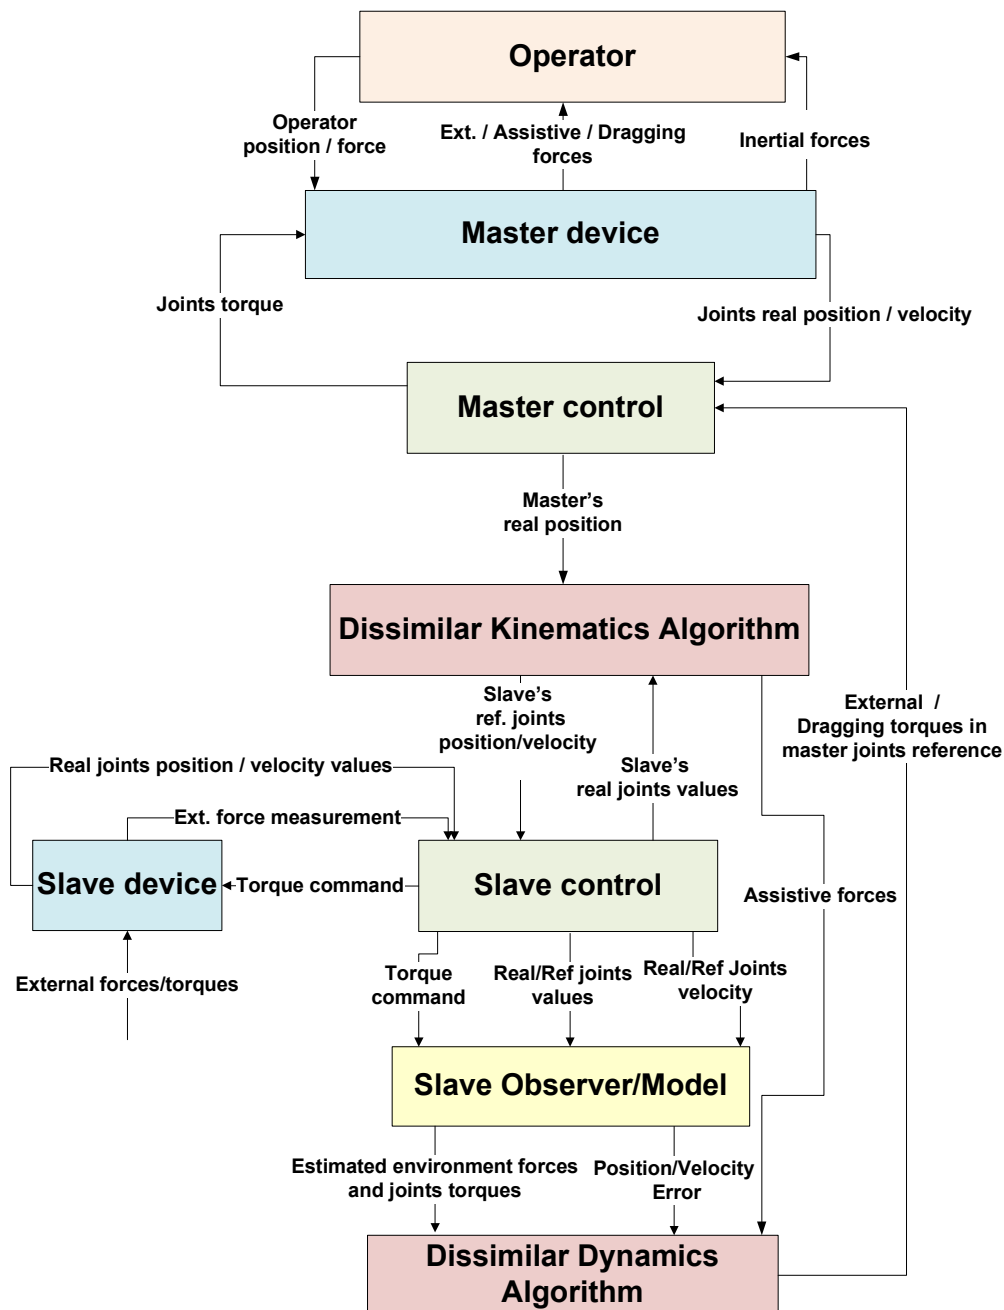 Operator
Operator
position / force
Ext. / Assistive / Dragging
forces
Inertial forces
Master device
Joints torque
Joints real position / velocity
Master control
Master's
real position
Dissimilar Kinematics Algorithm
Slave's
ref. joints
position/velocity
External /
Dragging torques in
master joints reference
Real joints position / velocity values
Slave's
real joints values
Ext. force measurement
Slave device
Torque command
Slave control
Assistive forces
External forces/torques
Torque
command
Real/Ref joints
values
Real/Ref Joints
velocity
Slave Observer/Model
Estimated environment forces
and joints torques
Position/Velocity
Error
Dissimilar Dynamics
Algorithm